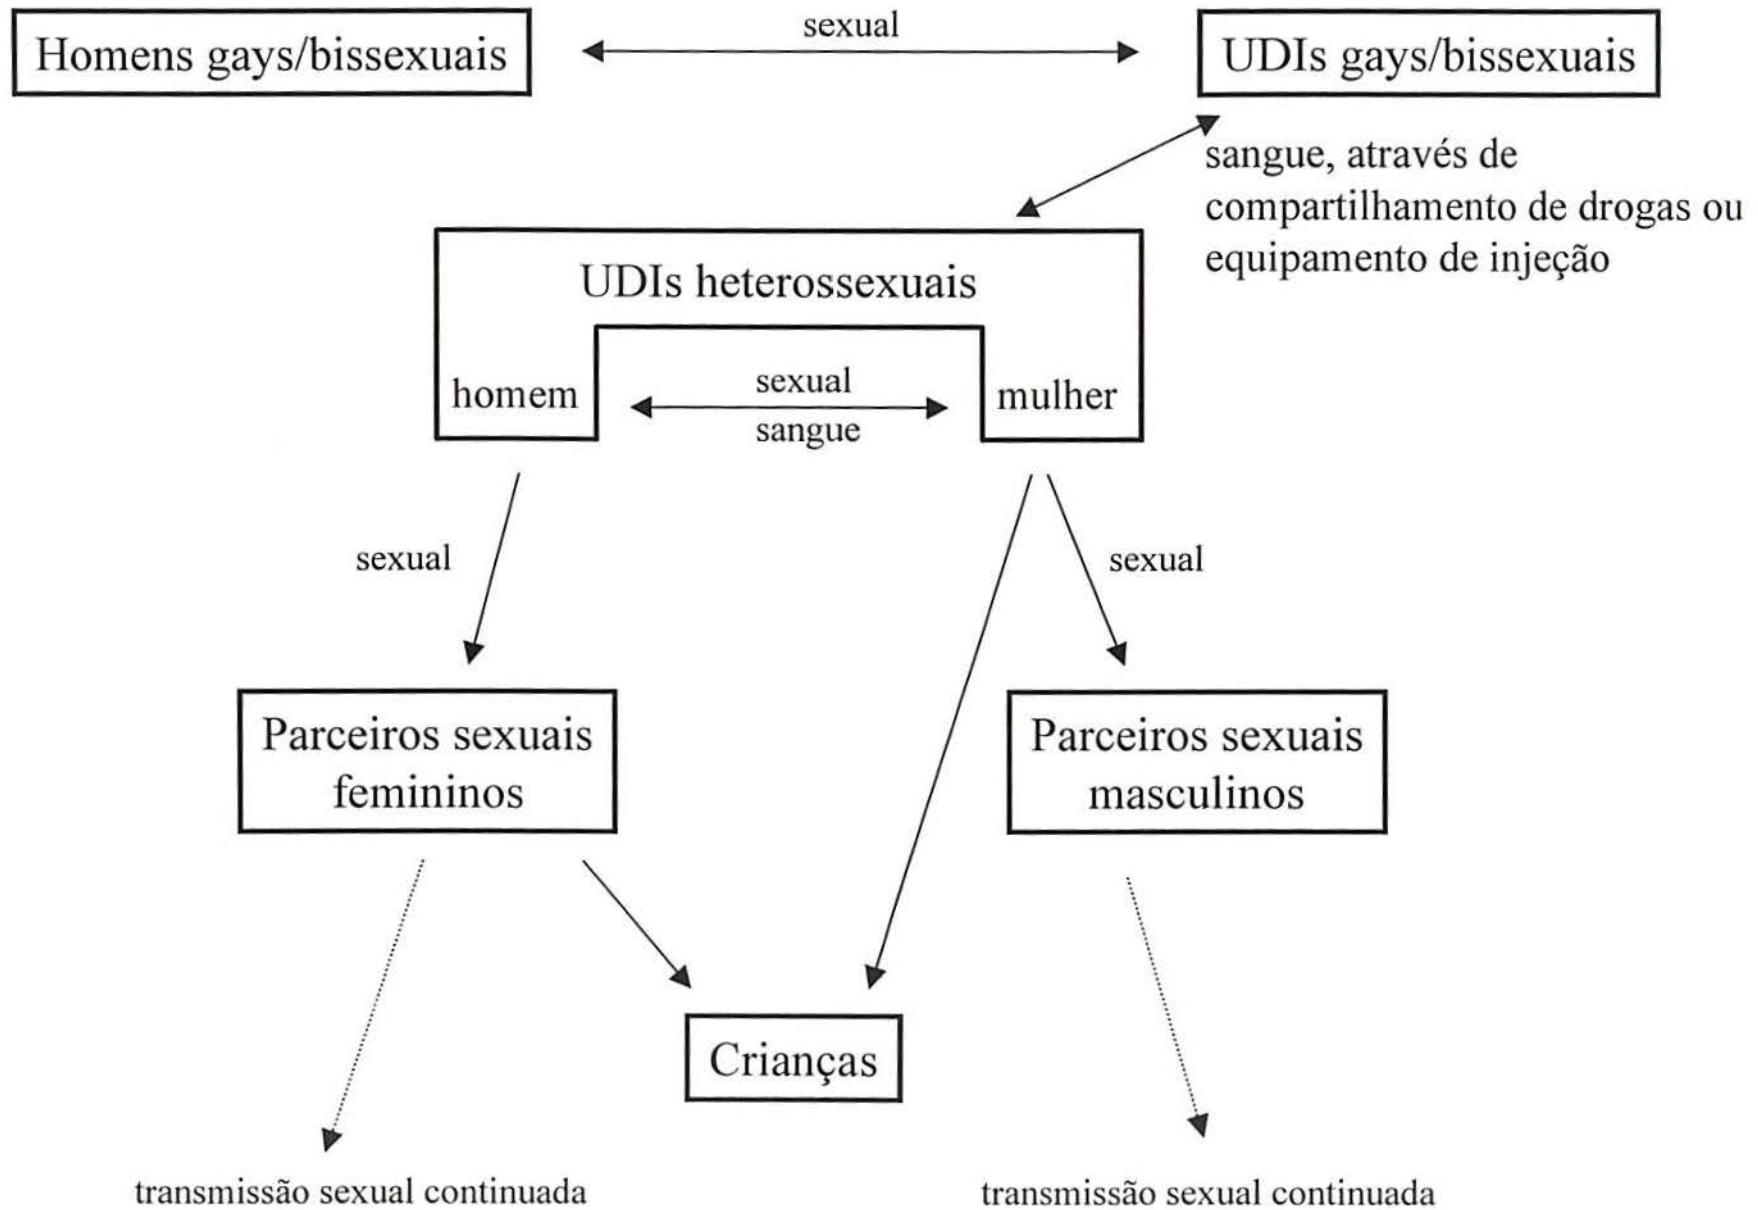 Homens gays/bissexuais
sexual
UDIs gays/bissexuais
sangue, através de
compartilhamento de drogas ou
equipamento de injeção
UDIs heterossexuais
homem
sexual
sangue
mulher
sexual
sexual
Parceiros sexuais
femininos
Parceiros sexuais
masculinos
Crianças
transmissão sexual continuada
transmissão sexual continuada